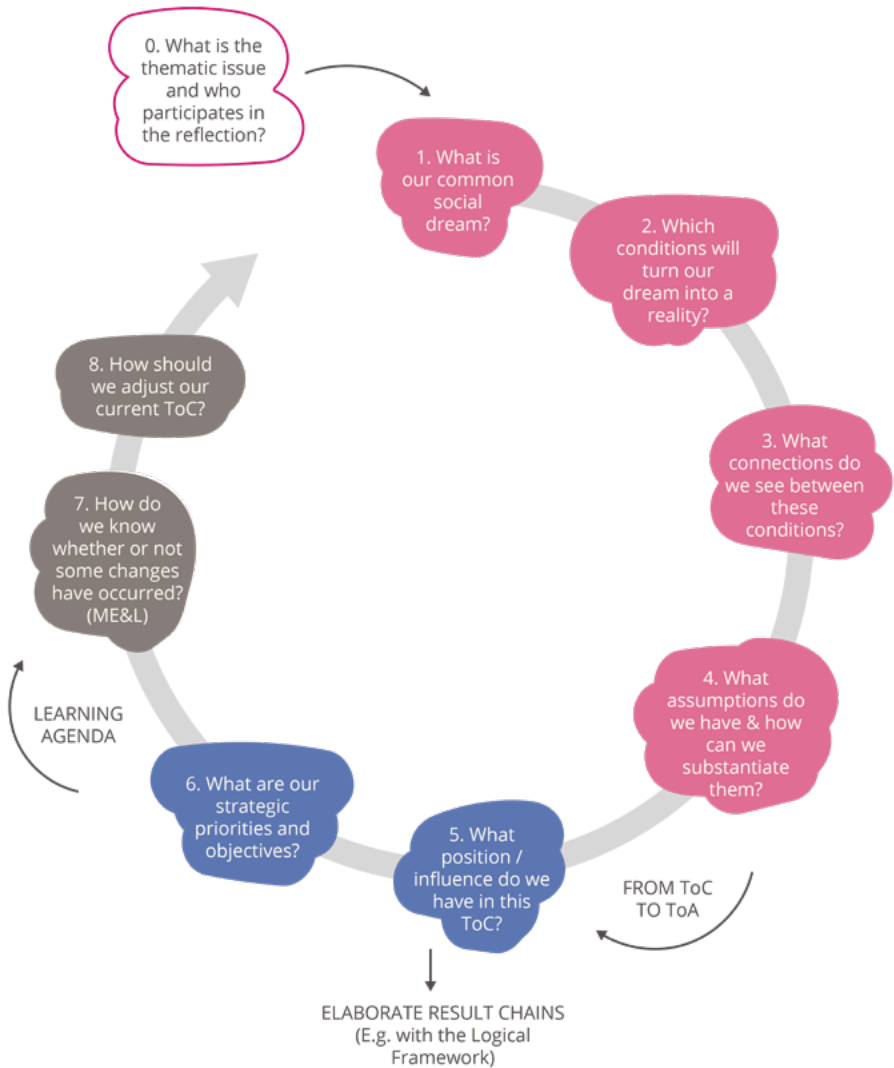 0. What is the
thematic issue
and who
participates in
the reflection?
1. What is
our common
social
dream?
2. Which
conditions will
turn our
dream into a
reality?
3. What
connections do
we see between
these
conditions?
4. What
assumptions do
we have & how
can we
substantiate
them?
FROM ToC
TO ToA
5. What
position /
influence do we
have in this
ToC?
ELABORATE RESULT CHAINS
(E.g. with the Logical
Framework)
6. What are our
strategic
priorities and
objectives?
LEARNING
AGENDA
7. How do
we know
whether or not
some changes
have occurred?
(ME&L)
8. How should
we adjust our
current ToC?